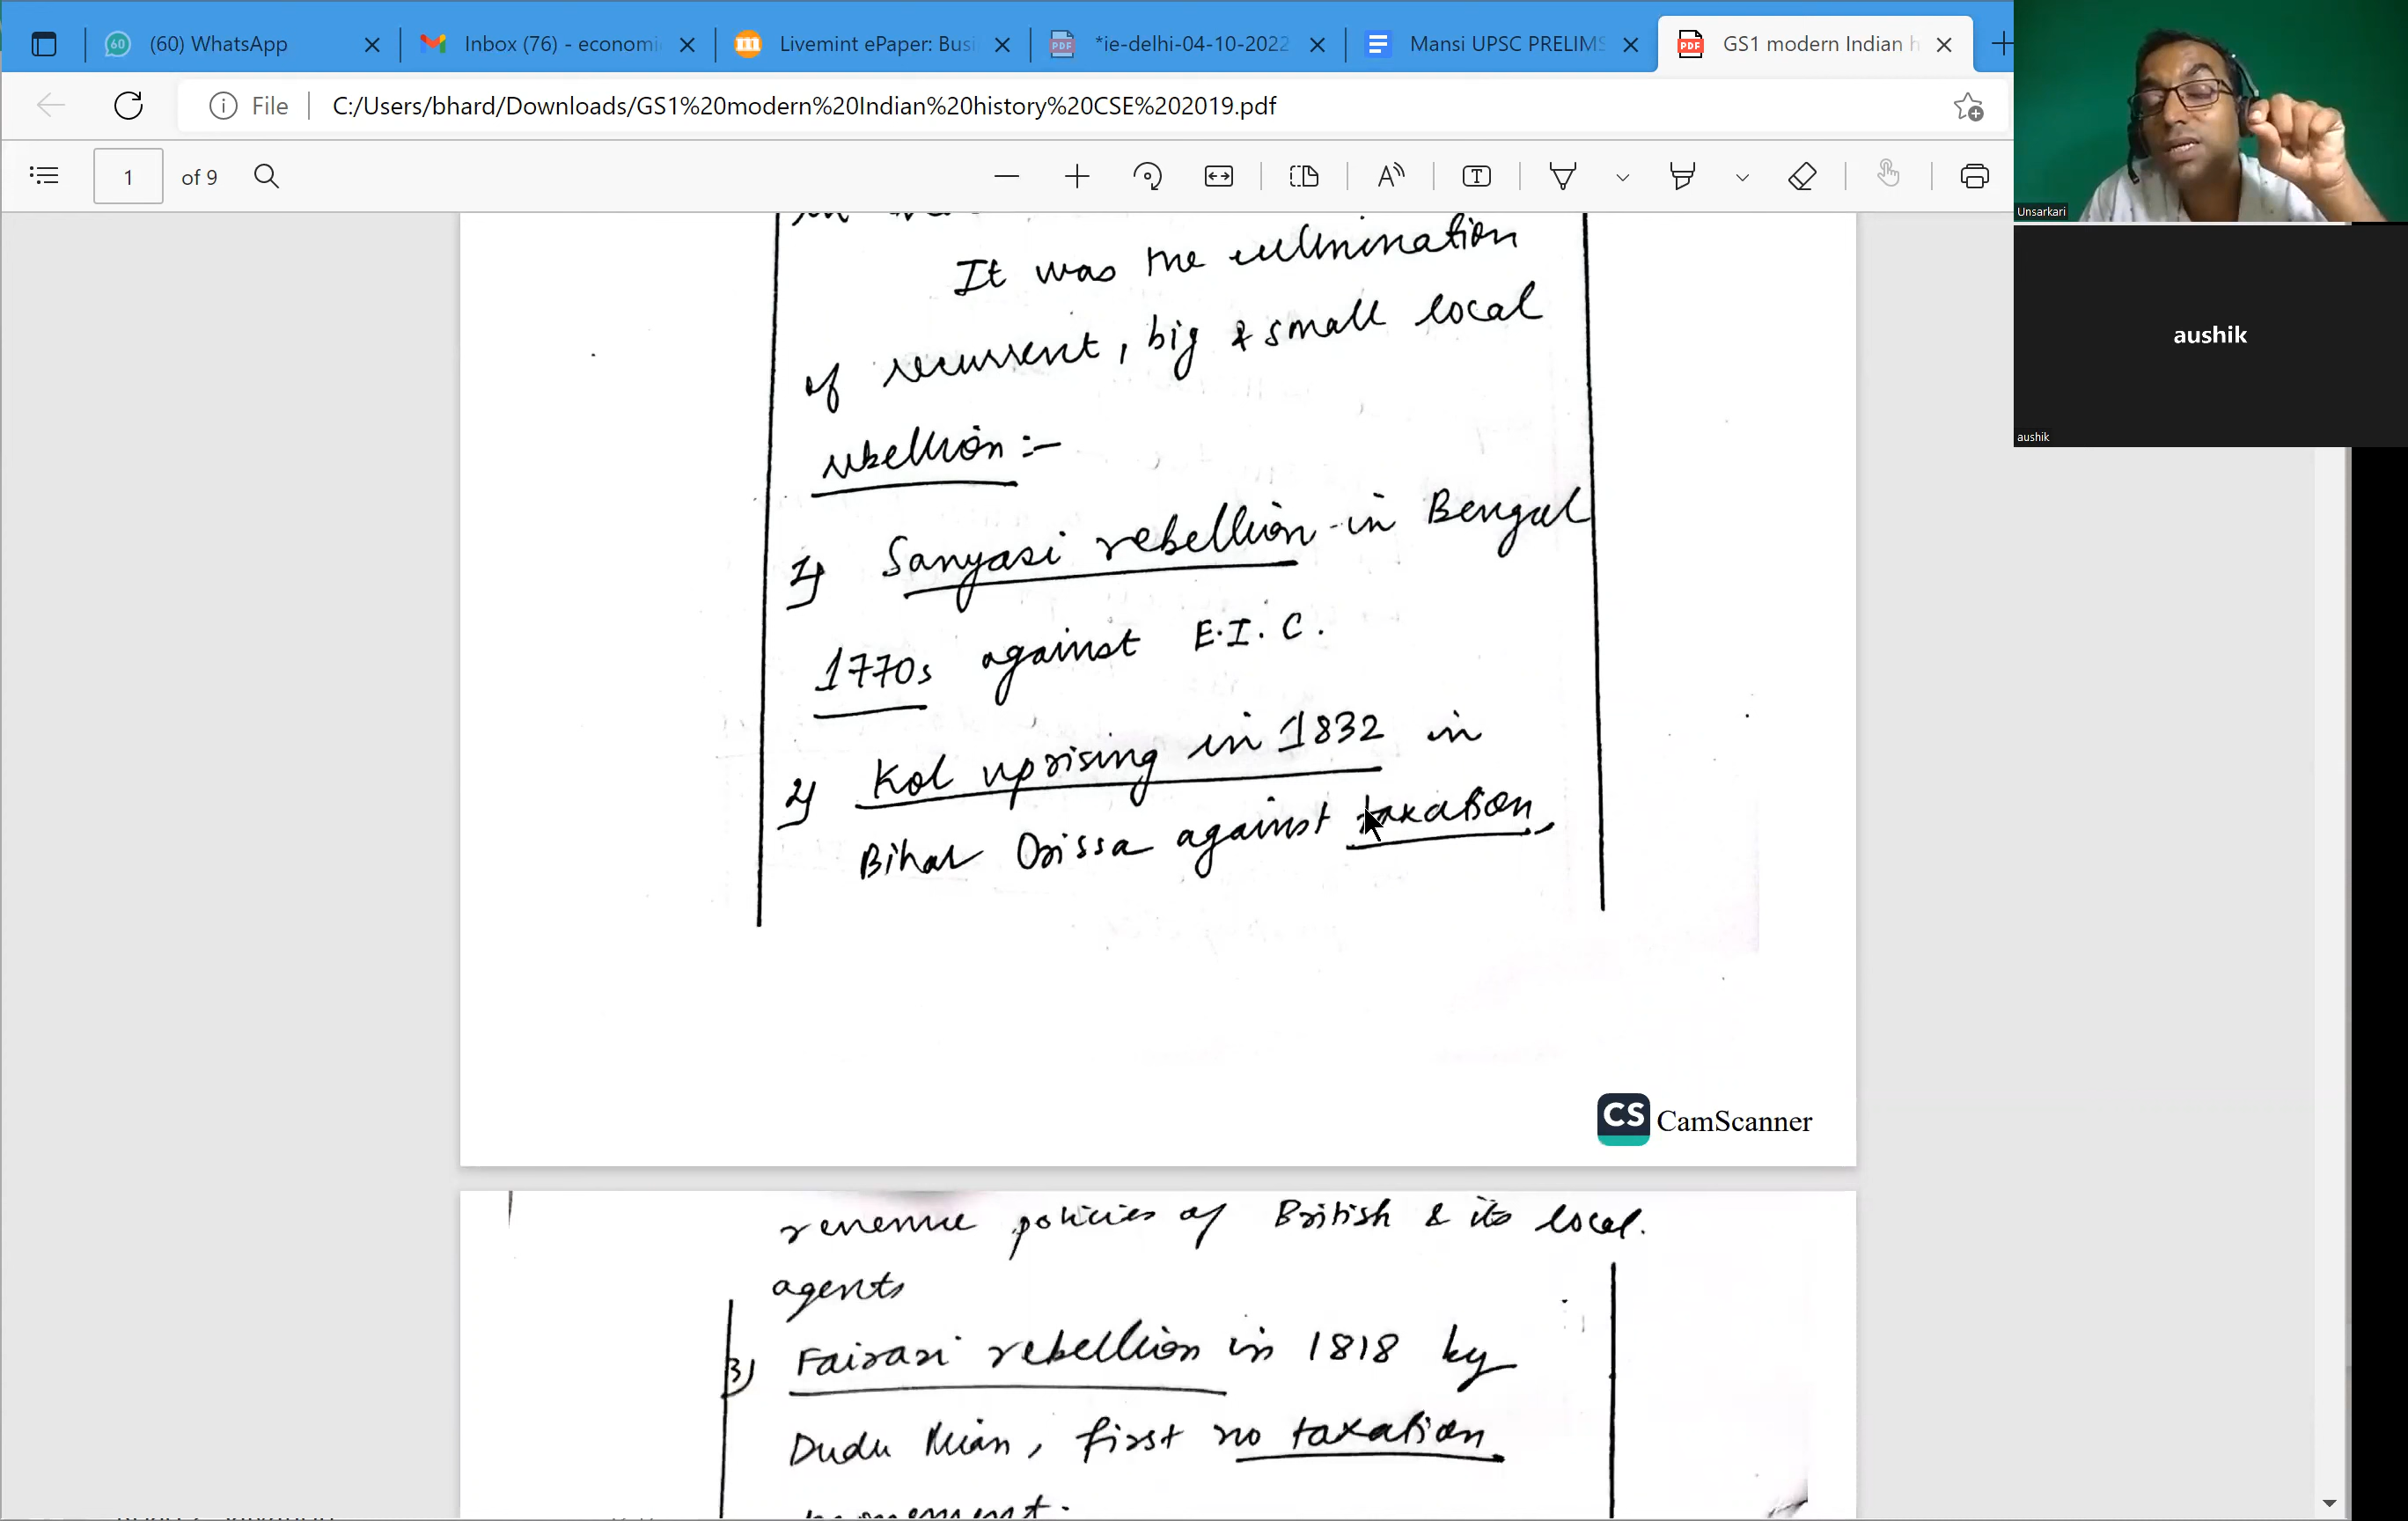 (60) WhatsApp
Inbox (76) - economi
Livemint ePaper: Busi
*ie-delhi-04-10-2022
Mansi UPSC PRELIMS
GS1 modern Indian h
File
C:/Users/bhard/Downloads/GS1%20modern%20Indian%20history%20CSE%202019.pdf
1 of 9
Unsarkari
aushik
aushik
It was the culmination
of recurrent, big & small local
rebellion :-
1) Sanyasi rebellion in Bengal
1770s against E.I.C.
2) Kol uprising in 1832 in
Bihar Orissa against taxation
CS CamScanner
revenue policies of British & its local.
agents
3) Fairazi rebellion in 1818 by
Dudu Mian, first no taxation
movement.